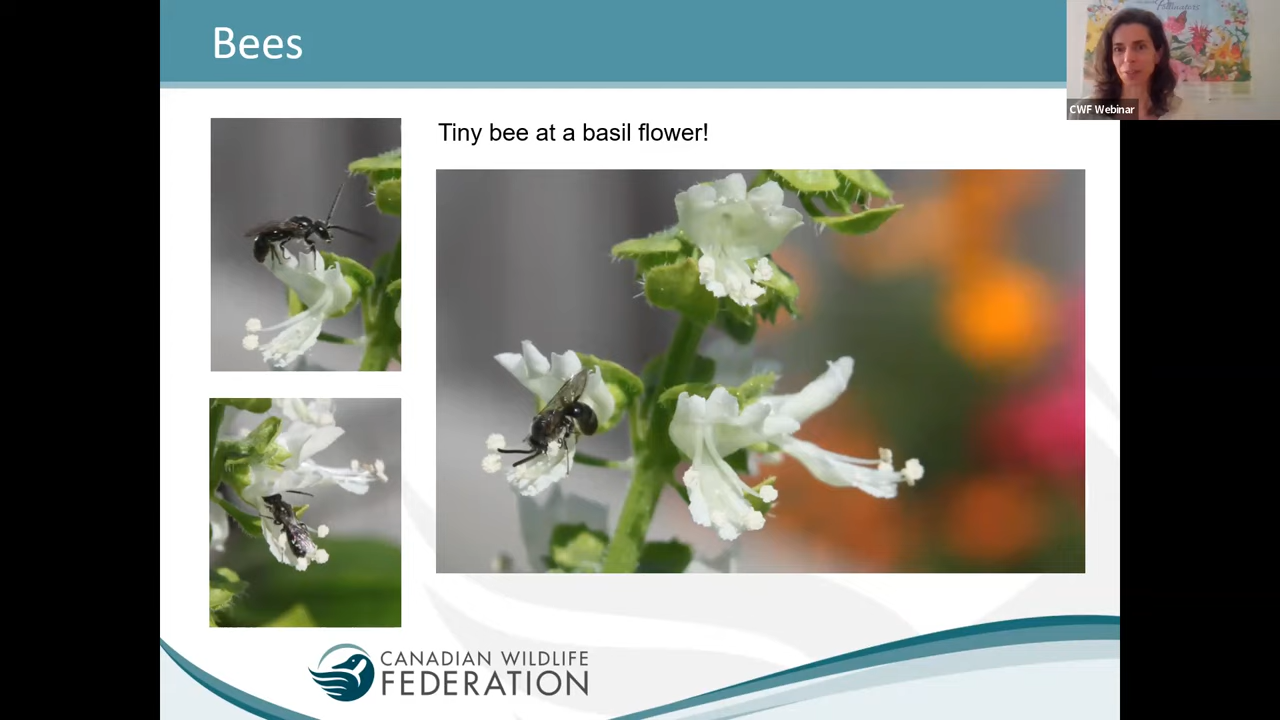 Bees
CWF Webinar
Tiny bee at a basil flower!
CANADIAN WILDLIFE
FEDERATION